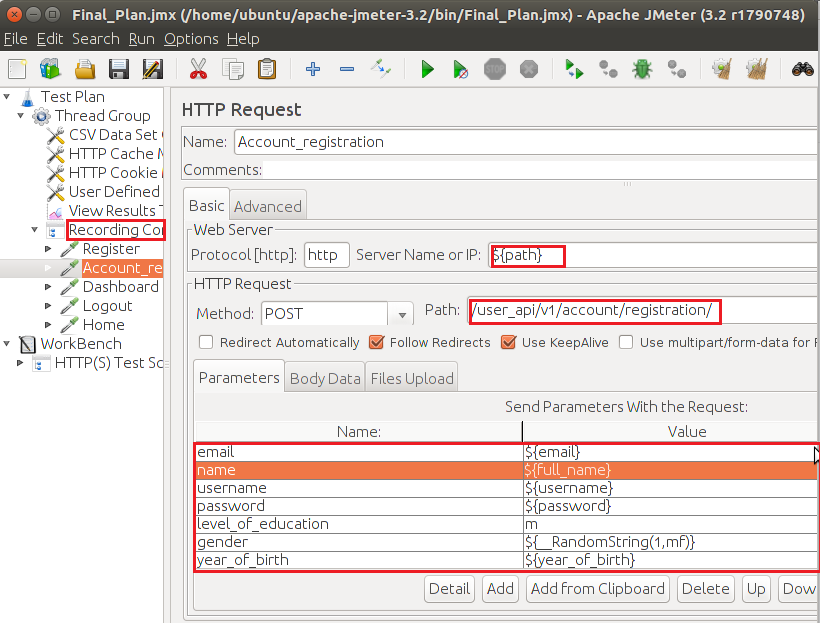 Final_Plan.jmx (/home/ubuntu/apache-jmeter-3.2/bin/Final_Plan.jmx) - Apache JMeter (3.2 r1790748)
File Edit Search Run Options Help
STOP
Test Plan
Thread Group
CSV Data Set
HTTP Cache
HTTP Cookie
User Defined
View Results
Recording
Register
Account_re
Dashboard
Logout
Home
WorkBench
HTTP(S) Test
HTTP Request
Name: Account_registration
Comments:
Basic Advanced
Web Server
Protocol [http]: http Server Name or IP: ${path}
HTTP Request
Method: POST Path: /user_api/v1/account/registration/
Redirect Automatically Follow Redirects Use KeepAlive Use multipart/form-data for
Parameters Body Data Files Upload
Send Parameters With the Request:
Name: Value
email ${email}
name ${full_name}
username ${username}
password ${password}
level_of_education m
gender ${__RandomString(1,mf)}
year_of_birth ${year_of_birth}
Detail Add Add from Clipboard Delete Up Dow